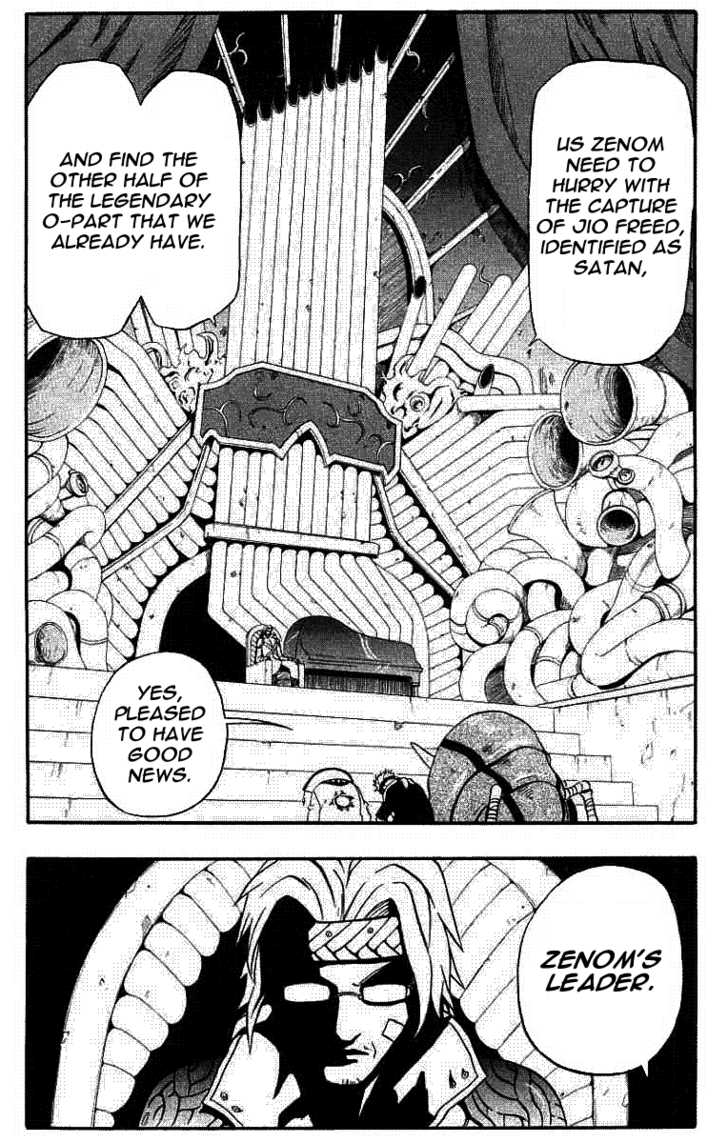 US ZENOM
NEED TO
HURRY WITH
THE CAPTURE
OF JIO FREED,
IDENTIFIED AS
SATAN,
AND FIND THE
OTHER HALF OF
THE LEGENDARY
O-PART THAT WE
ALREADY HAVE.
YES,
PLEASED
TO HAVE
GOOD
NEWS.
ZENOM'S
LEADER.